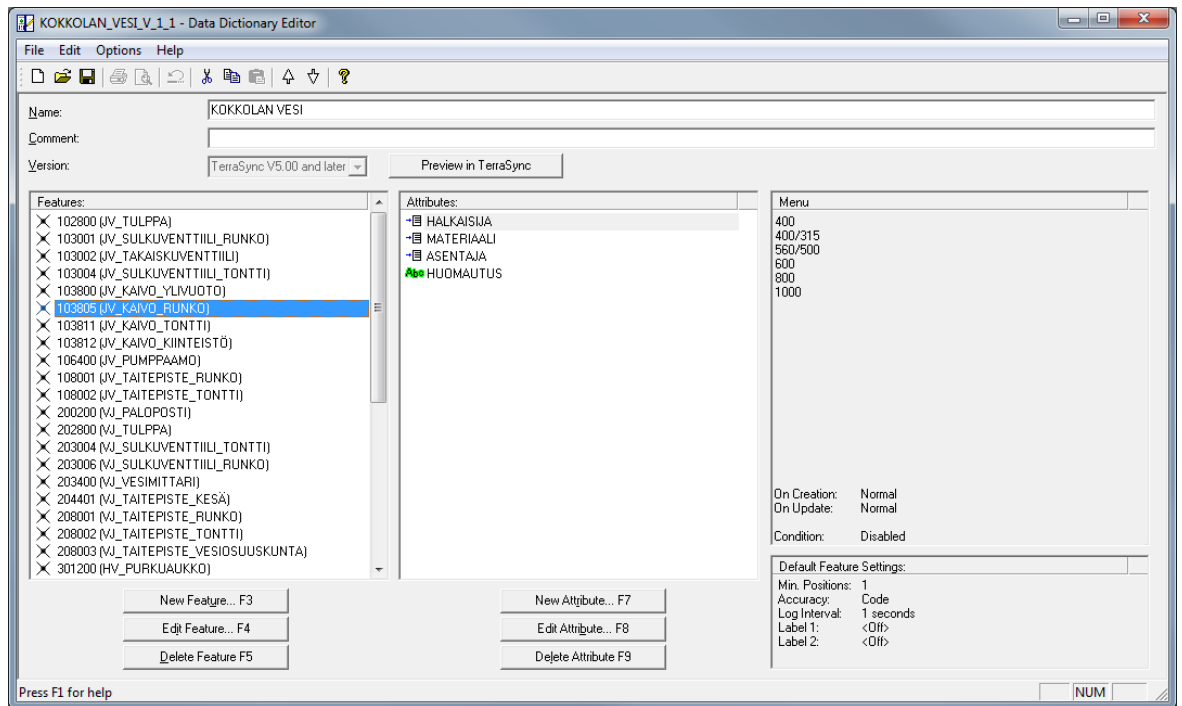 KOKKOLAN_VESI_V_1_1 - Data Dictionary Editor
File Edit Options Help
Name: KOKKOLAN VESI
Comment:
Version: TerraSync V5.00 and later Preview in TerraSync
Features:
102800 (JV_TULPPA)
103001 (JV_SULKUVENTTIILI_RUNKO)
103002 (JV_TAKAISKUVENTTIILI)
103004 (JV_SULKUVENTTIILI_TONTTI)
103800 (JV_KAIVO_YLIVUOTO)
103805 (JV_KAIVO_RUNKO)
103811 (JV_KAIVO_TONTTI)
103812 (JV_KAIVO_KIINTEISTÖ)
106400 (JV_PUMPPAAMO)
108001 (JV_TAITEPISTE_RUNKO)
108002 (JV_TAITEPISTE_TONTTI)
200200 (VJ_PALOPOSTI)
202800 (VJ_TULPPA)
203004 (VJ_SULKUVENTTIILI_TONTTI)
203006 (VJ_SULKUVENTTIILI_RUNKO)
203400 (VJ_VESIMITTARI)
204401 (VJ_TAITEPISTE_KESÄ)
208001 (VJ_TAITEPISTE_RUNKO)
208002 (VJ_TAITEPISTE_TONTTI)
208003 (VJ_TAITEPISTE_VESIOSUUSKUNTA)
301200 (HV_PURKUAUKKO)
New Feature... F3
Edit Feature... F4
Delete Feature F5
Attributes:
HALKAISIJA
MATERIAALI
ASENTAJA
Abc HUOMAUTUS
New Attribute... F7
Edit Attribute... F8
Delete Attribute F9
Menu
400
400/315
560/500
600
800
1000
On Creation: Normal
On Update: Normal
Condition: Disabled
Default Feature Settings:
Min. Positions: 1
Accuracy: Code
Log Interval: 1 seconds
Label 1: <Off>
Label 2: <Off>
Press F1 for help
NUM